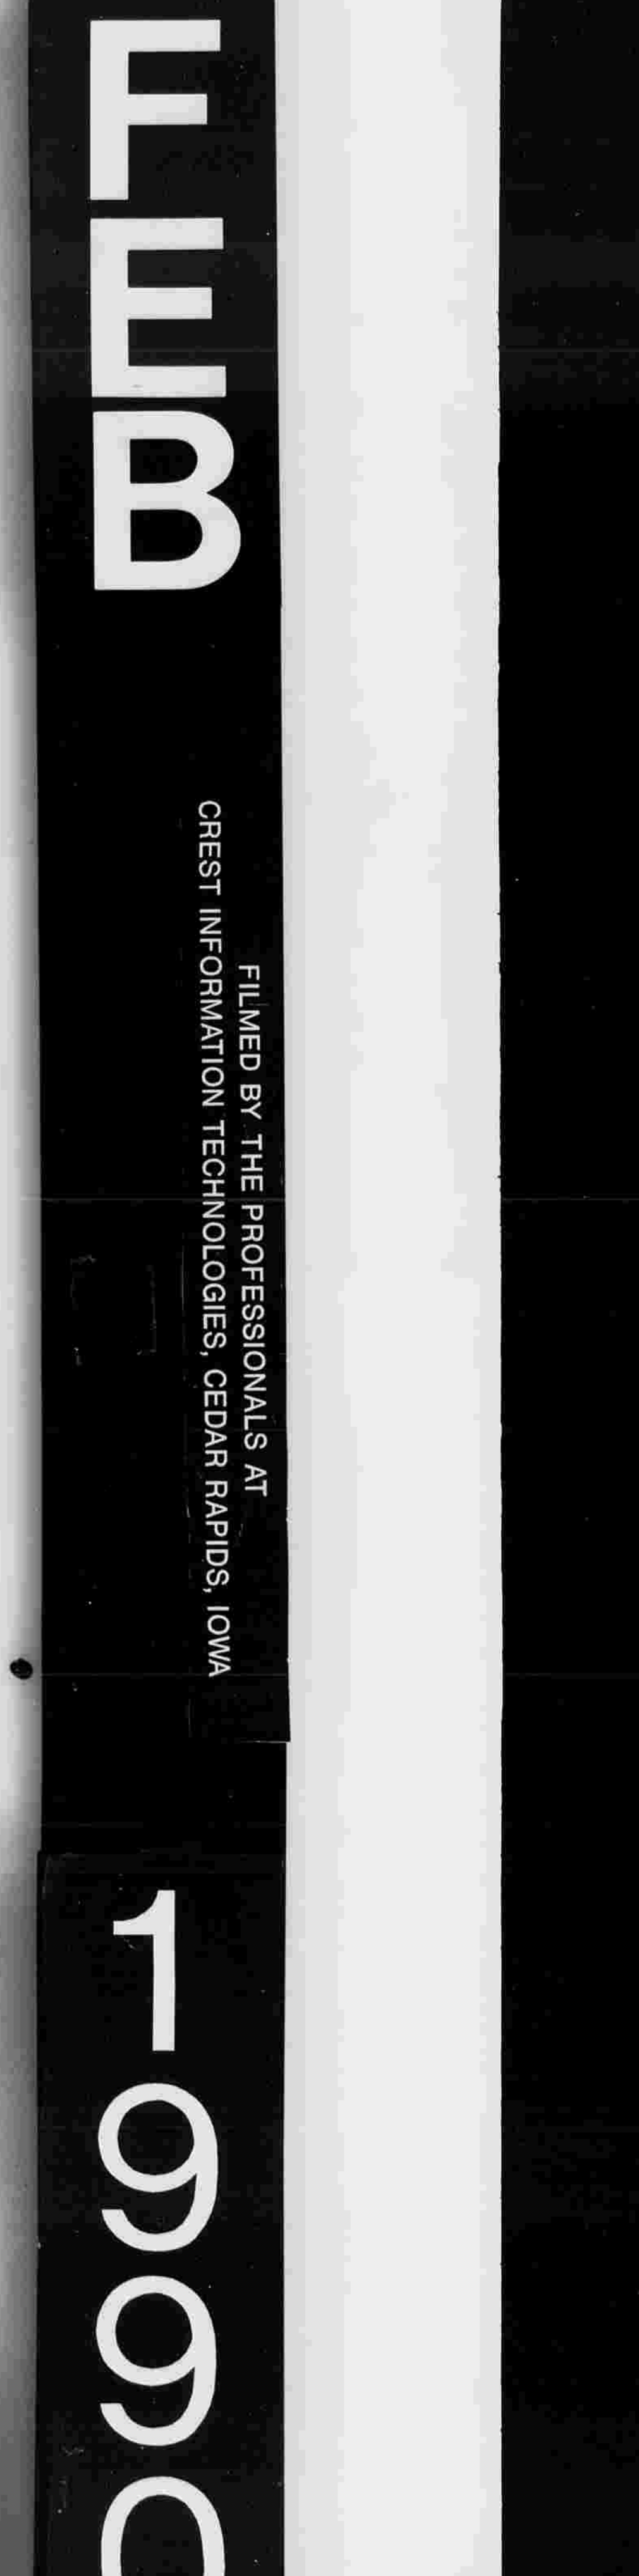 FEB
FILMED BY THE PROFESSIONALS AT
CREST INFORMATION TECHNOLOGIES, CEDAR RAPIDS, IOWA
1990